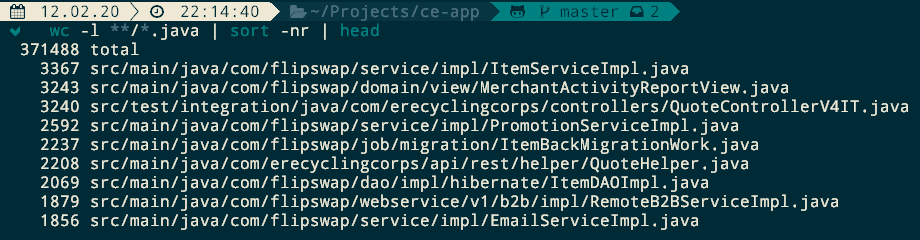 12.02.20 22:14:40 ~/Projects/ce-app master 2
wc -l **/*.java | sort -nr | head
371488 total
3367 src/main/java/com/flipswap/service/impl/ItemServiceImpl.java
3243 src/main/java/com/flipswap/domain/view/MerchantActivityReportView.java
3240 src/test/integration/java/com/erecyclingcorps/controllers/QuoteControllerV4IT.java
2592 src/main/java/com/flipswap/service/impl/PromotionServiceImpl.java
2237 src/main/java/com/flipswap/job/migration/ItemBackMigrationWork.java
2208 src/main/java/com/erecyclingcorps/api/rest/helper/QuoteHelper.java
2069 src/main/java/com/flipswap/dao/impl/hibernate/ItemDAOImpl.java
1879 src/main/java/com/flipswap/webservice/v1/b2b/impl/RemoteB2BServiceImpl.java
1856 src/main/java/com/flipswap/service/impl/EmailServiceImpl.java